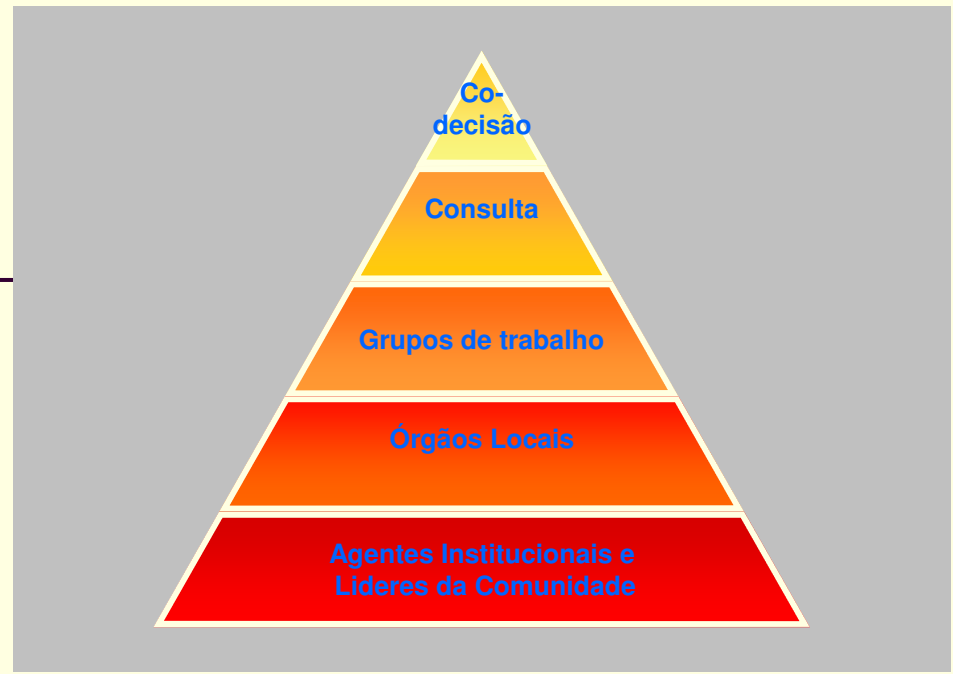 Co-
decisão
Consulta
Grupos de trabalho
Órgãos Locais
Agentes Institucionais e
Lideres da Comunidade